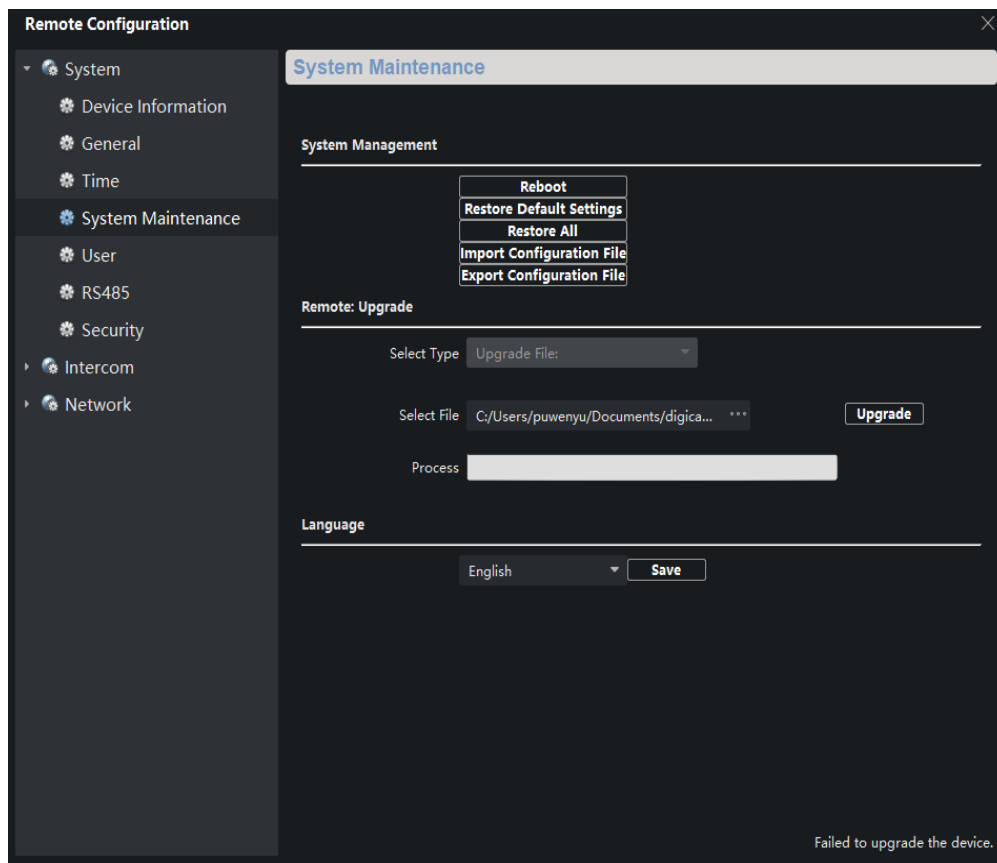 Remote Configuration
System
Device Information
General
Time
System Maintenance
User
RS485
Security
Intercom
Network
System Maintenance
System Management
Reboot
Restore Default Settings
Restore All
Import Configuration File
Export Configuration File
Remote: Upgrade
Select Type Upgrade File:
Select File C:/Users/puwenyu/Documents/digica... ... Upgrade
Process
Language
English Save
Failed to upgrade the device.